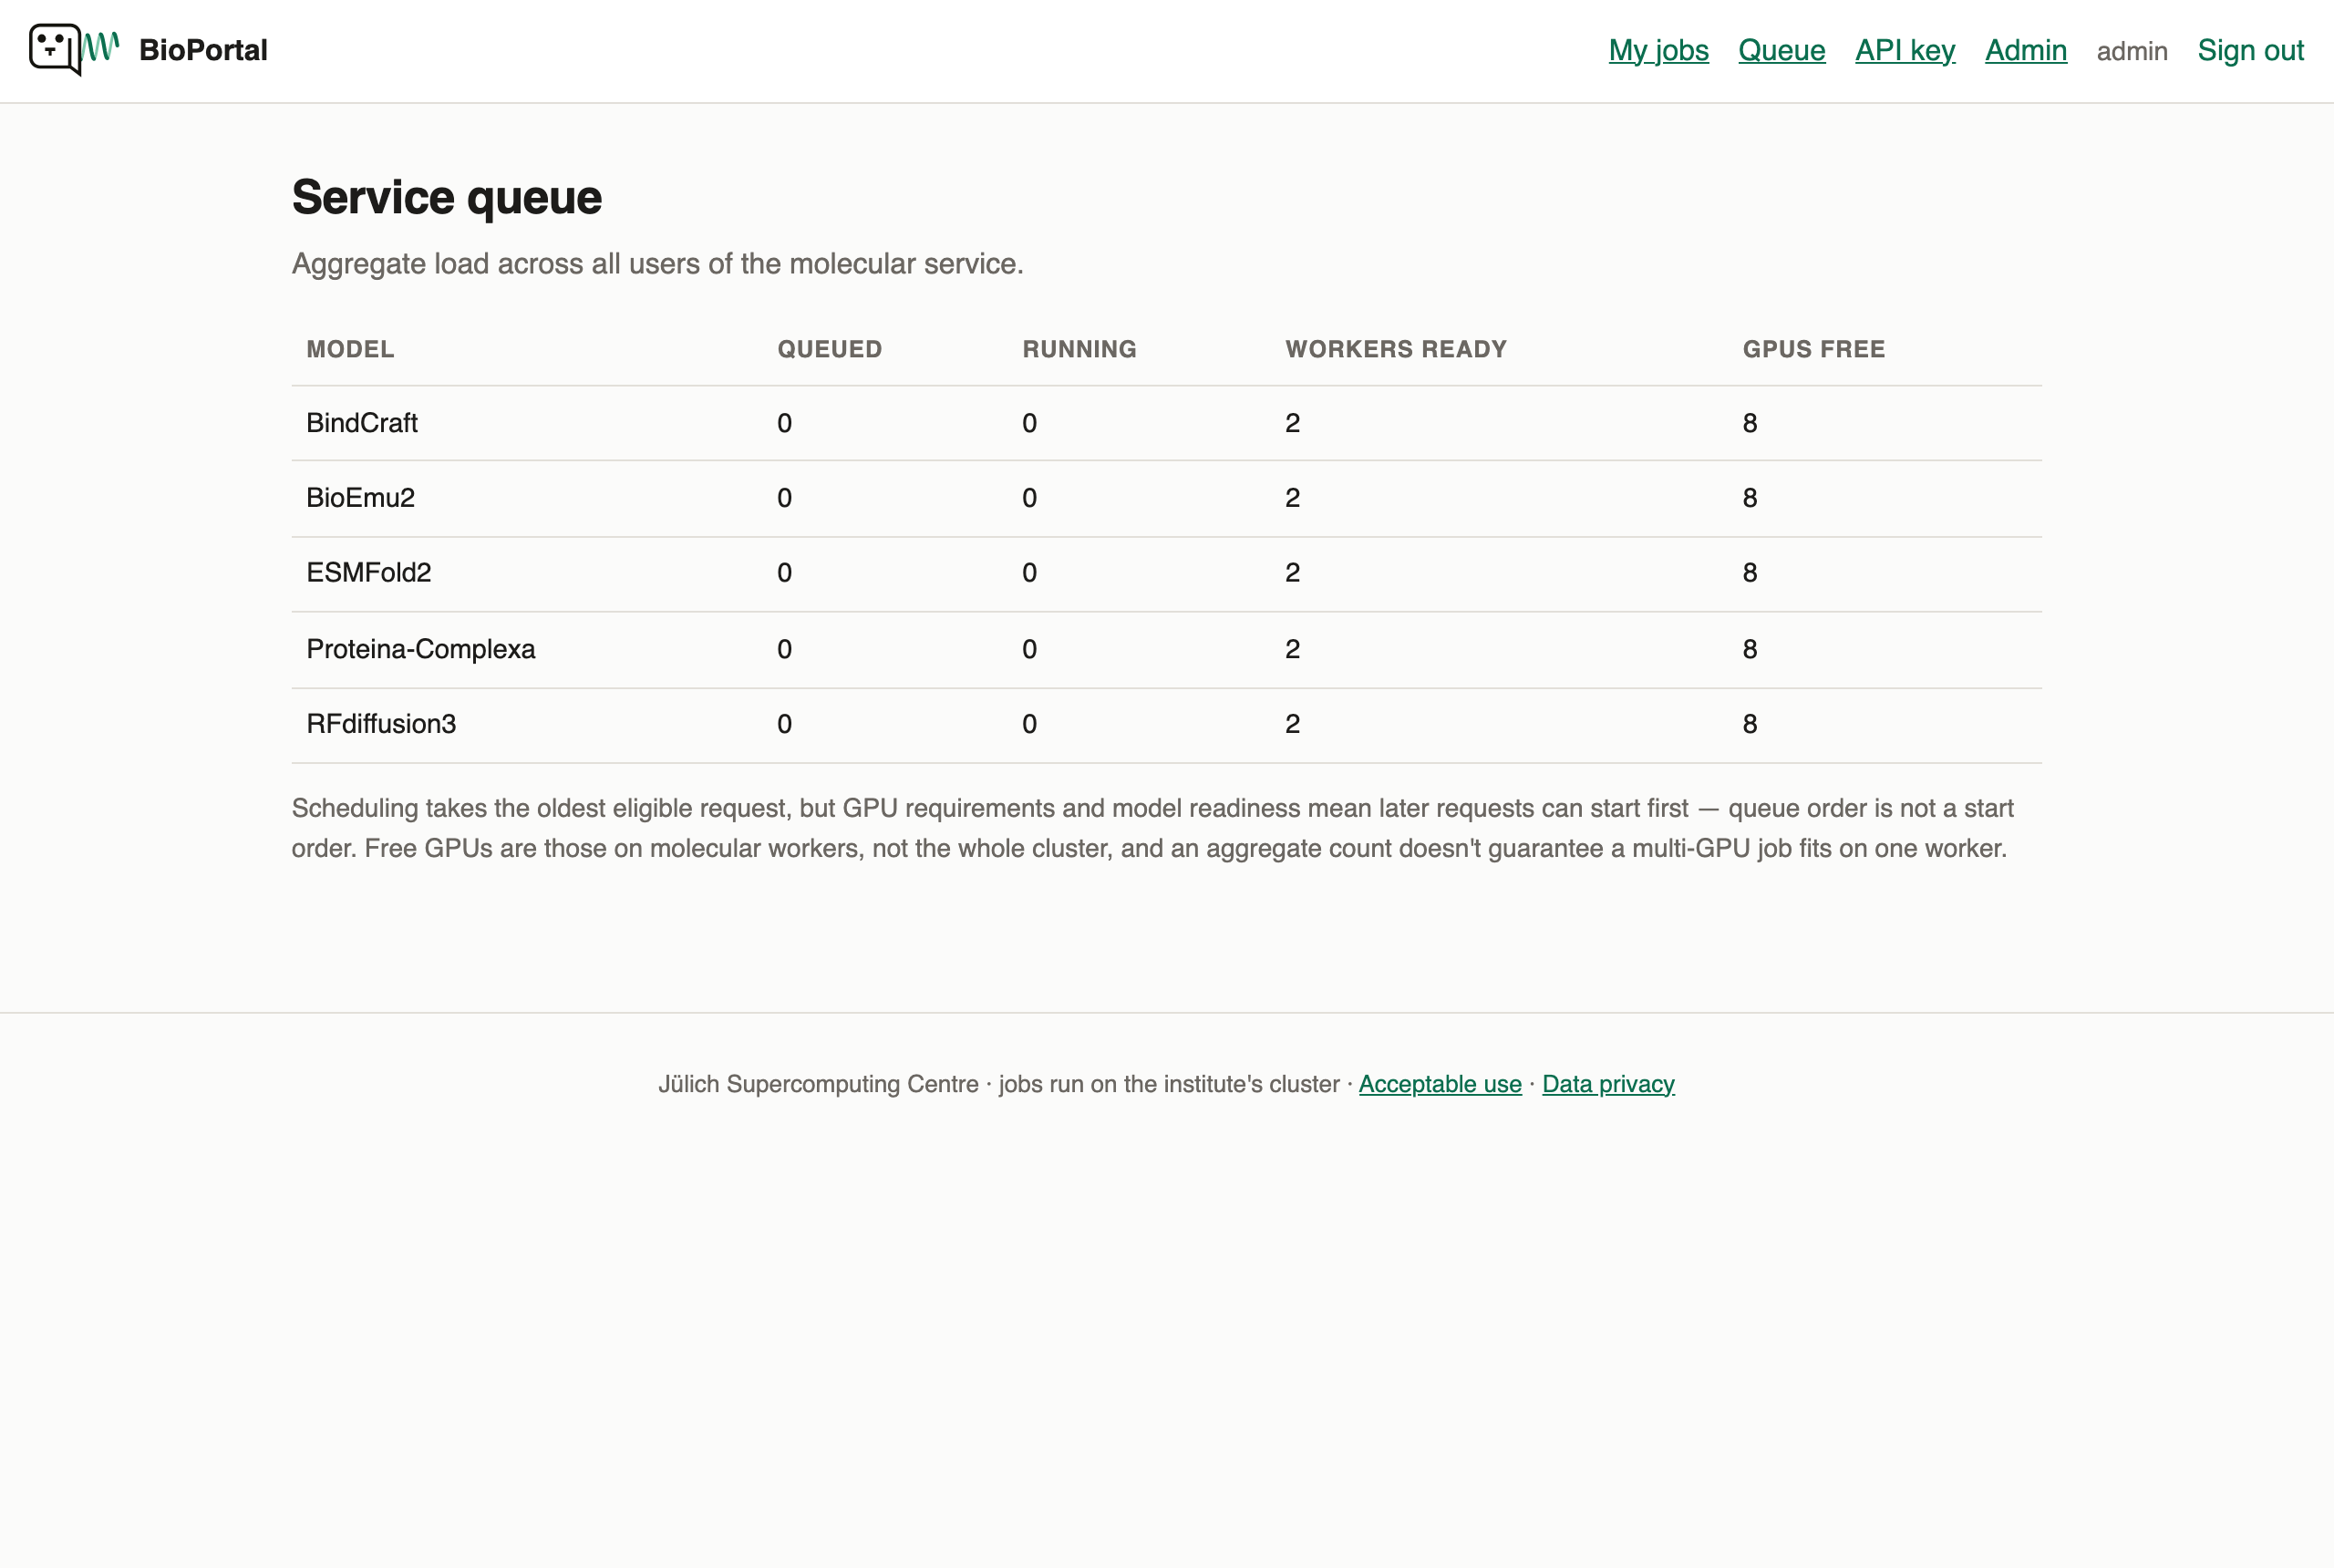 BioPortal
My jobs Queue API key Admin admin Sign out
Service queue
Aggregate load across all users of the molecular service.
MODEL QUEUED RUNNING WORKERS READY GPUS FREE
BindCraft 0 0 2 8
BioEmu2 0 0 2 8
ESMFold2 0 0 2 8
Proteina-Complexa 0 0 2 8
RFdiffusion3 0 0 2 8
Scheduling takes the oldest eligible request, but GPU requirements and model readiness mean later requests can start first — queue order is not a start
order. Free GPUs are those on molecular workers, not the whole cluster, and an aggregate count doesn't guarantee a multi-GPU job fits on one worker.
Jülich Supercomputing Centre · jobs run on the institute's cluster · Acceptable use · Data privacy